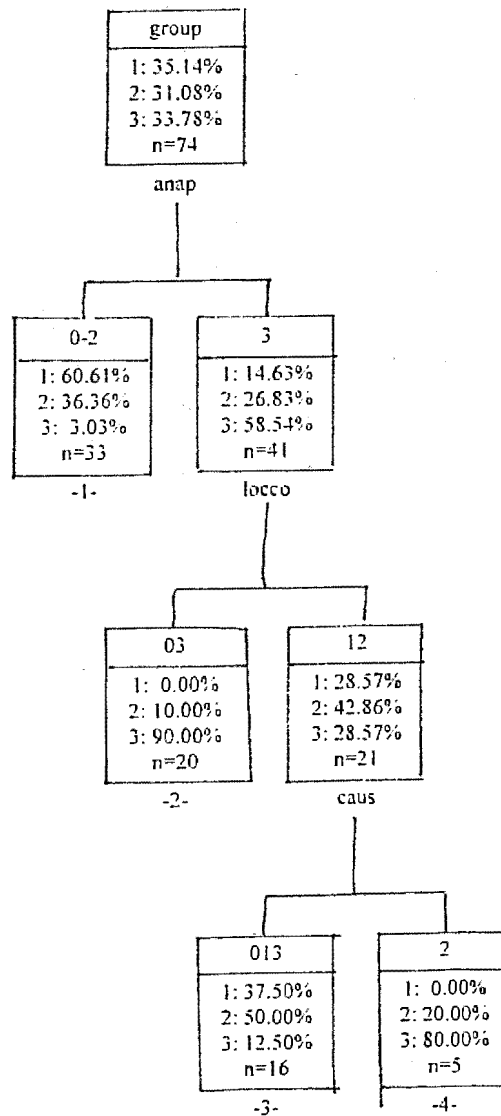 group
1: 35.14%
2: 31.08%
3: 33.78%
n=74
anap
0-2
1: 60.61%
2: 36.36%
3: 3.03%
n=33
-1-
3
1: 14.63%
2: 26.83%
3: 58.54%
n=41
locco
03
1: 0.00%
2: 10.00%
3: 90.00%
n=20
-2-
12
1: 28.57%
2: 42.86%
3: 28.57%
n=21
caus
013
1: 37.50%
2: 50.00%
3: 12.50%
n=16
-3-
2
1: 0.00%
2: 20.00%
3: 80.00%
n=5
-4-